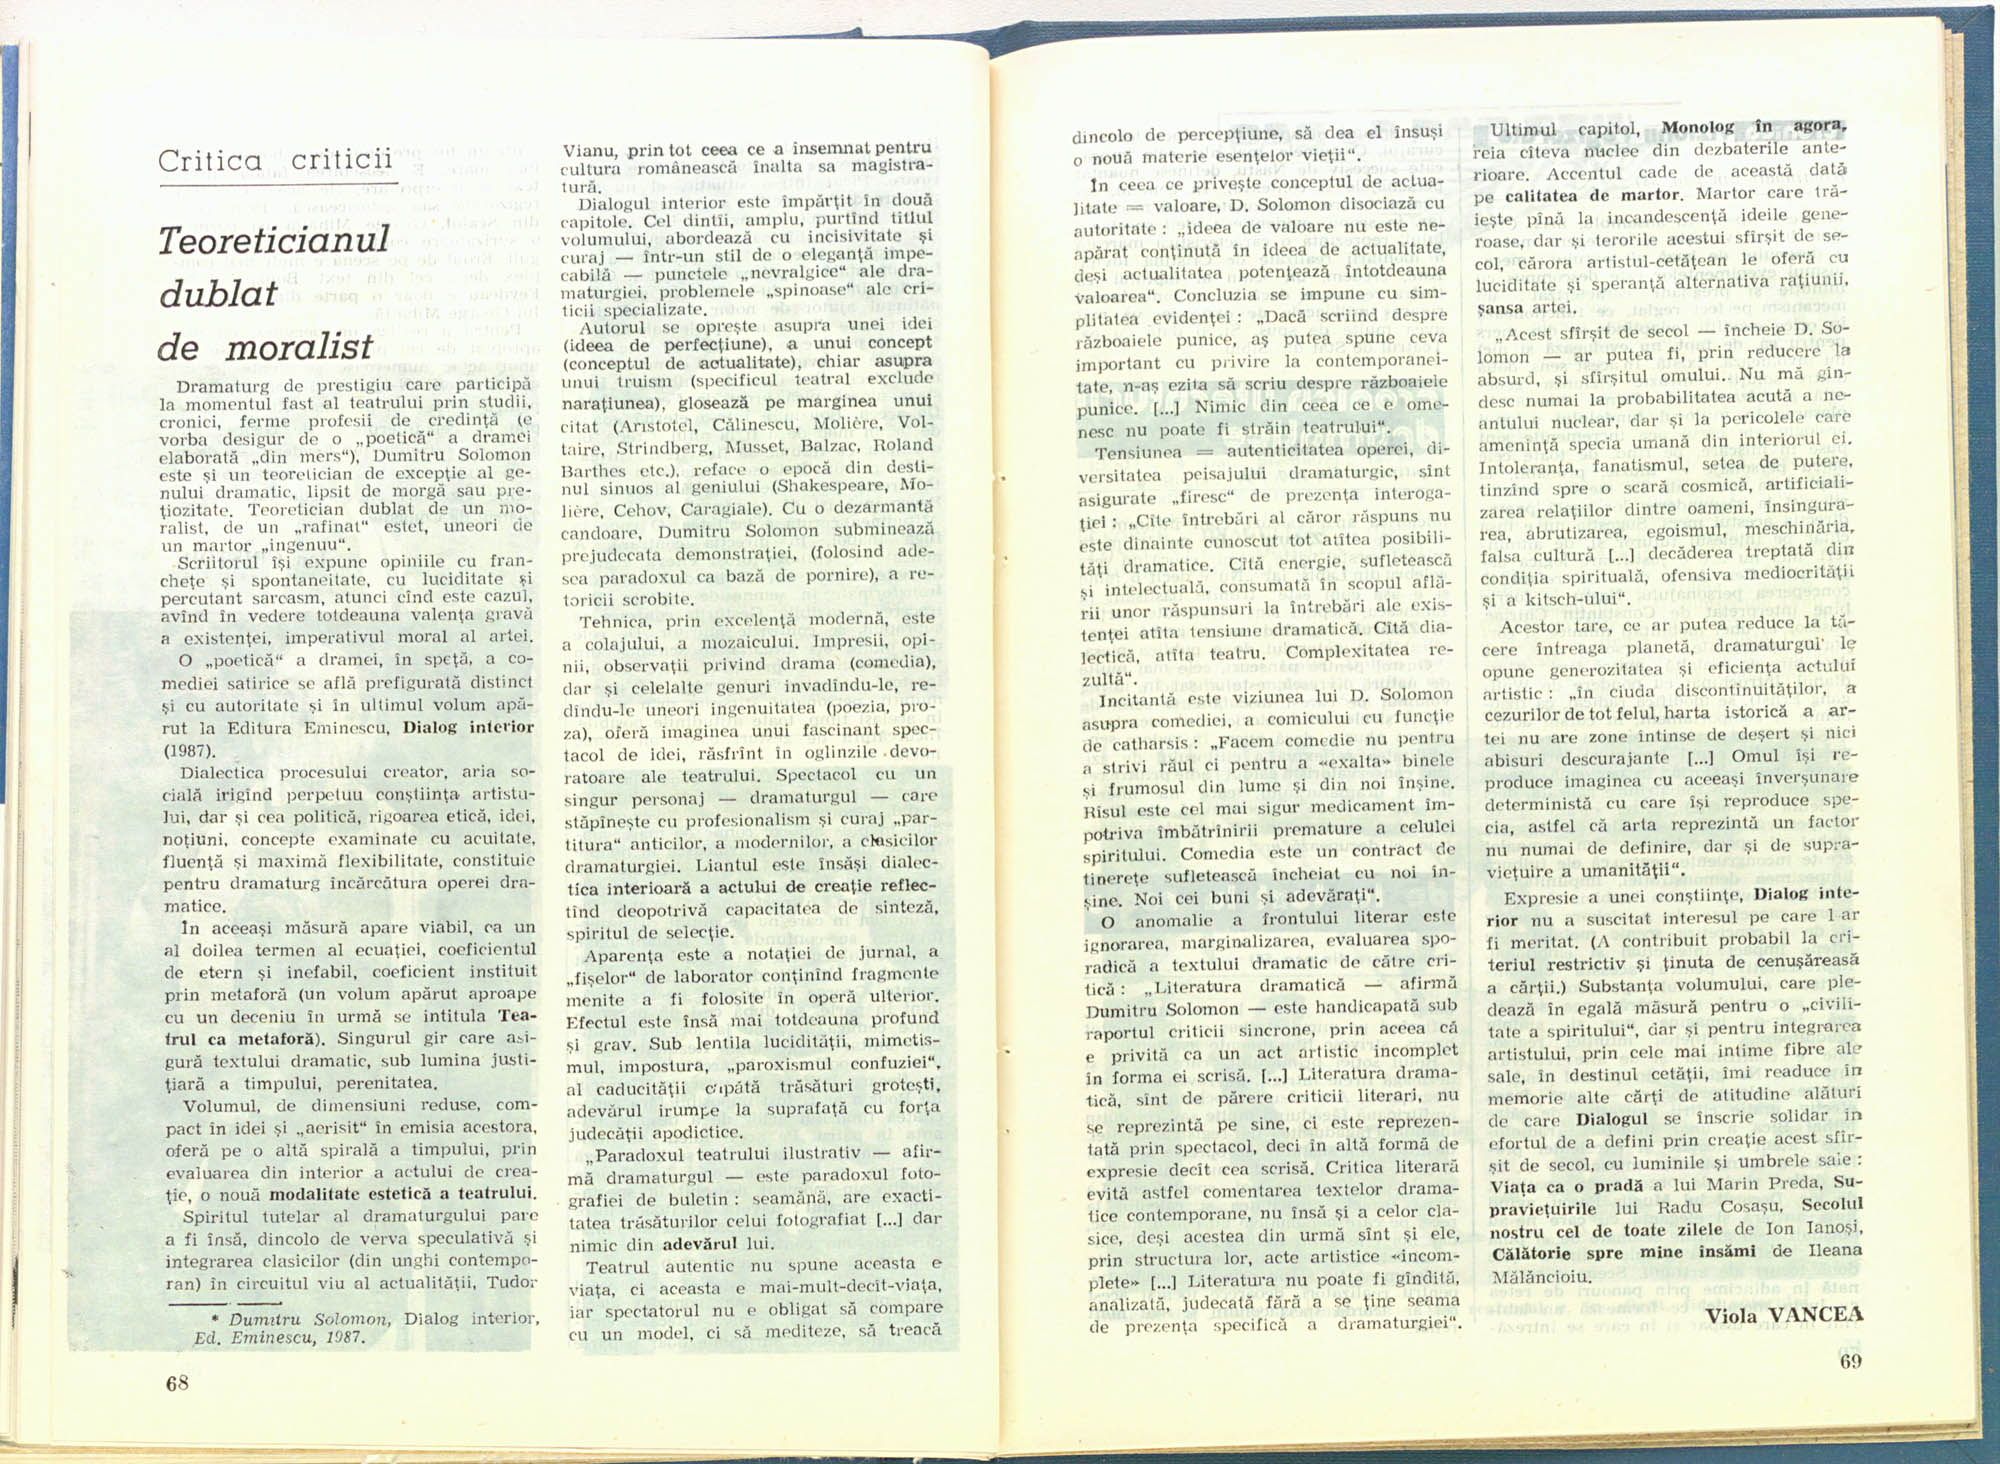 Critica criticii
Teoreticianul
dublat
de moralist
Dramaturg de prestigiu care participă
la momentul fast al teatrului prin studii,
cronici, ferme profesii de credință (e
vorba desigur de o „poetică“ a dramei
elaborată „din mers“), Dumitru Solomon
este și un teoretician de excepție al ge-
nului dramatic, lipsit de morgă sau pre-
țiozitate. Teoretician dublat de un mo-
ralist, de un „rafinat“ estet, uneori de
un martor „ingenuu“.
Scriitorul își expune opiniile cu fran-
chețe și spontaneitate, cu luciditate și
percutant sarcasm, atunci cînd este cazul,
avînd în vedere totdeauna valența gravă
a existenței, imperativul moral al artei.
O „poetică“ a dramei, în speță, a co-
mediei satirice se află prefigurată distinct
și cu autoritate și în ultimul volum apă-
rut la Editura Eminescu, Dialog interior
(1987).
Dialectica procesului creator, aria so-
cială irigînd perpetuu conștiința artistu-
lui, dar și cea politică, rigoarea etică, idei,
noțiuni, concepte examinate cu acuitate,
fluență și maximă flexibilitate, constituie
pentru dramaturg încărcătura operei dra-
matice.
În aceeași măsură apare viabil, ca un
al doilea termen al ecuației, coeficientul
de etern și inefabil, coeficient instituit
prin metaforă (un volum apărut aproape
cu un deceniu în urmă se intitula Tea-
trul ca metaforă). Singurul gir care asi-
gură textului dramatic, sub lumina justi-
țiară a timpului, perenitatea.
Volumul, de dimensiuni reduse, com-
pact în idei și „aerisit“ în emisia acestora,
oferă pe o altă spirală a timpului, prin
evaluarea din interior a actului de crea-
ție, o nouă modalitate estetică a teatrului.
Spiritul tutelar al dramaturgului pare
a fi însă, dincolo de verva speculativă și
integrarea clasicilor (din unghi contempo-
ran) în circuitul viu al actualității, Tudor
* Dumitru Solomon, Dialog interior,
Ed. Eminescu, 1987.
68
Vianu, prin tot ceea ce a însemnat pentru
cultura românească înalta sa magistra-
tură.
Dialogul interior este împărțit în două
capitole. Cel dintîi, amplu, purtînd titlul
volumului, abordează cu incisivitate și
curaj — într-un stil de o eleganță impe-
cabilă — punctele „nevralgice“ ale dra-
maturgiei, problemele „spinoase“ ale cri-
ticii specializate.
Autorul se oprește asupra unei idei
(ideea de perfecțiune), a unui concept
(conceptul de actualitate), chiar asupra
unui truism (specificul teatral exclude
narațiunea), glosează pe marginea unui
citat (Aristotel, Călinescu, Molière, Vol-
taire, Strindberg, Musset, Balzac, Roland
Barthes etc.), reface o epocă din desti-
nul sinuos al geniului (Shakespeare, Mo-
lière, Cehov, Caragiale). Cu o dezarmantă
candoare, Dumitru Solomon subminează
prejudecata demonstrației, (folosind ade-
sea paradoxul ca bază de pornire), a re-
toricii scrobite.
Tehnica, prin excelență modernă, este
a colajului, a mozaicului. Impresii, opi-
nii, observații privind drama (comedia),
dar și celelalte genuri invadîndu-le, re-
dîndu-le uneori ingenuitatea (poezia, pro-
za), oferă imaginea unui fascinant spec-
tacol de idei, răsfrînt în oglinzile devo-
ratoare ale teatrului. Spectacol cu un
singur personaj — dramaturgul — care
stăpînește cu profesionalism și curaj „par-
titura“ anticilor, a modernilor, a clasicilor
dramaturgiei. Liantul este însăși dialec-
tica interioară a actului de creație reflec-
tînd deopotrivă capacitatea de sinteză,
spiritul de selecție.
Aparența este a notației de jurnal, a
„fișelor“ de laborator conținînd fragmente
menite a fi folosite în operă ulterior.
Efectul este însă mai totdeauna profund
și grav. Sub lentila lucidității, mimetis-
mul, impostura, „paroxismul confuziei“,
al caducității capătă trăsături grotești,
adevărul irumpe la suprafață cu forța
judecății apodictice.
„Paradoxul teatrului ilustrativ — afir-
mă dramaturgul — este paradoxul foto-
grafiei de buletin : seamănă, are exacti-
tatea trăsăturilor celui fotografiat [...] dar
nimic din adevărul lui.
Teatrul autentic nu spune aceasta e
viața, ci aceasta e mai-mult-decît-viața,
iar spectatorul nu e obligat să compare
cu un model, ci să mediteze, să treacă
dincolo de percepțiune, să dea el însuși
o nouă materie esențelor vieții“.
În ceea ce privește conceptul de actua-
litate = valoare, D. Solomon disociază cu
autoritate : „ideea de valoare nu este ne-
apărat conținută în ideea de actualitate,
deși actualitatea potențează întotdeauna
valoarea“. Concluzia se impune cu sim-
plitatea evidenței : „Dacă scriind despre
războaiele punice, aș putea spune ceva
important cu privire la contemporanei-
tate, n-aș ezita să scriu despre războaiele
punice. [...] Nimic din ceea ce e ome-
nesc nu poate fi străin teatrului“.
Tensiunea = autenticitatea operei, di-
versitatea peisajului dramaturgic, sînt
asigurate „firesc“ de prezența interoga-
ției : „Cîte întrebări al căror răspuns nu
este dinainte cunoscut tot atîtea posibili-
tăți dramatice. Cîtă energie, sufletească
și intelectuală, consumată în scopul află-
rii unor răspunsuri la întrebări ale exis-
tenței atîta tensiune dramatică. Cîtă dia-
lectică, atîta teatru. Complexitatea re-
zultă“.
Incitantă este viziunea lui D. Solomon
asupra comediei, a comicului cu funcție
de catharsis : „Facem comedie nu pentru
a strivi răul ci pentru a «exalta» binele
și frumosul din lume și din noi înșine.
Rîsul este cel mai sigur medicament îm-
potriva îmbătrînirii premature a celulei
spiritului. Comedia este un contract de
tinerețe sufletească încheiat cu noi în-
șine. Noi cei buni și adevărați“.
O anomalie a frontului literar este
ignorarea, marginalizarea, evaluarea spo-
radică a textului dramatic de către cri-
tică : „Literatura dramatică — afirmă
Dumitru Solomon — este handicapată sub
raportul criticii sincrone, prin aceea că
e privită ca un act artistic incomplet
în forma ei scrisă. [...] Literatura drama-
tică, sînt de părere criticii literari, nu
se reprezintă pe sine, ci este reprezen-
tată prin spectacol, deci în altă formă de
expresie decît cea scrisă. Critica literară
evită astfel comentarea textelor drama-
tice contemporane, nu însă și a celor cla-
sice, deși acestea din urmă sînt și ele,
prin structura lor, acte artistice «incom-
plete» [...] Literatura nu poate fi gîndită,
analizată, judecată fără a se ține seama
de prezența specifică a dramaturgiei“.
Ultimul capitol, Monolog în agora,
reia cîteva nuclee din dezbaterile ante-
rioare. Accentul cade de această dată
pe calitatea de martor. Martor care tră-
iește pînă la incandescență ideile gene-
roase, dar și terorile acestui sfîrșit de se-
col, cărora artistul-cetățean le oferă cu
luciditate și speranță alternativa rațiunii,
șansa artei.
„Acest sfîrșit de secol — încheie D. So-
lomon — ar putea fi, prin reducere la
absurd, și sfîrșitul omului. Nu mă gîn-
desc numai la probabilitatea acută a ne-
antului nuclear, dar și la pericolele care
amenință specia umană din interiorul ei.
Intoleranța, fanatismul, setea de putere,
tinzînd spre o scară cosmică, artificiali-
zarea relațiilor dintre oameni, însingura-
rea, abrutizarea, egoismul, meschinăria,
falsa cultură [...] decăderea treptată din
condiția spirituală, ofensiva mediocrității
și a kitsch-ului“.
Acestor tare, ce ar putea reduce la tă-
cere întreaga planetă, dramaturgul le
opune generozitatea și eficiența actului
artistic : „în ciuda discontinuităților, a
cezurilor de tot felul, harta istorică a ar-
tei nu are zone întinse de deșert și nici
abisuri descurajante [...] Omul își re-
produce imaginea cu aceeași înverșunare
deterministă cu care își reproduce spe-
cia, astfel că arta reprezintă un factor
nu numai de definire, dar și de supra-
viețuire a umanității“.
Expresie a unei conștiințe, Dialog inte-
rior nu a suscitat interesul pe care l-ar
fi meritat. (A contribuit probabil la cri-
teriul restrictiv și ținuta de cenușăreasă
a cărții.) Substanța volumului, care ple-
dează în egală măsură pentru o „civili-
tate a spiritului“, dar și pentru integrarea
artistului, prin cele mai intime fibre ale
sale, în destinul cetății, îmi readuce în
memorie alte cărți de atitudine alături
de care Dialogul se înscrie solidar în
efortul de a defini prin creație acest sfîr-
șit de secol, cu luminile și umbrele sale :
Viața ca o pradă a lui Marin Preda, Su-
praviețuirile lui Radu Cosașu, Secolul
nostru cel de toate zilele de Ion Ianoși,
Călătorie spre mine însămi de Ileana
Mălăncioiu.
Viola VANCEA
69